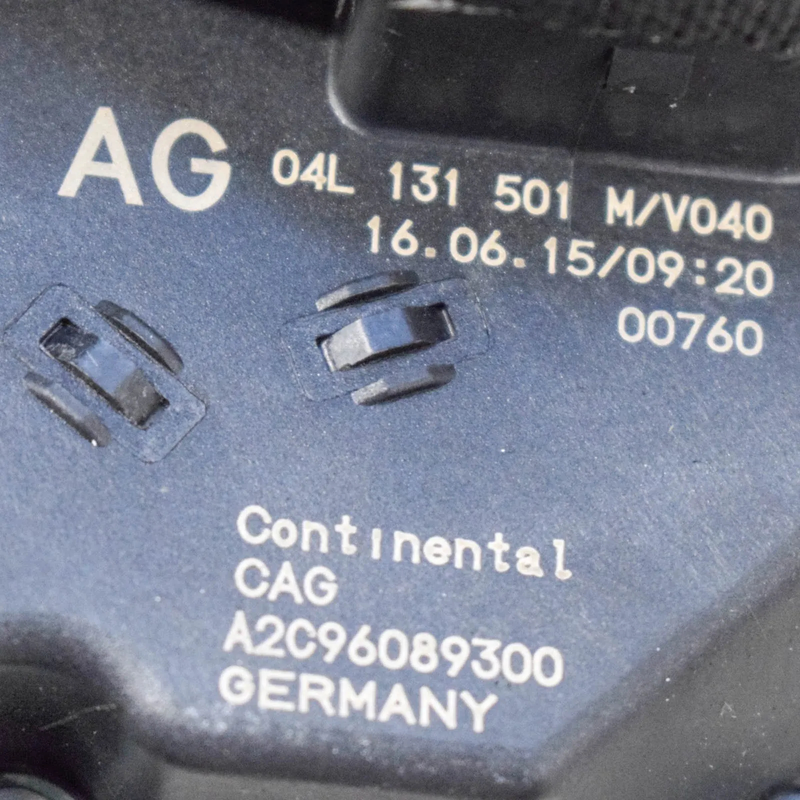 AG 04L 131 501 M/V040
16.06.15/09:20
00760
Continental
CAG
A2C96089300
GERMANY